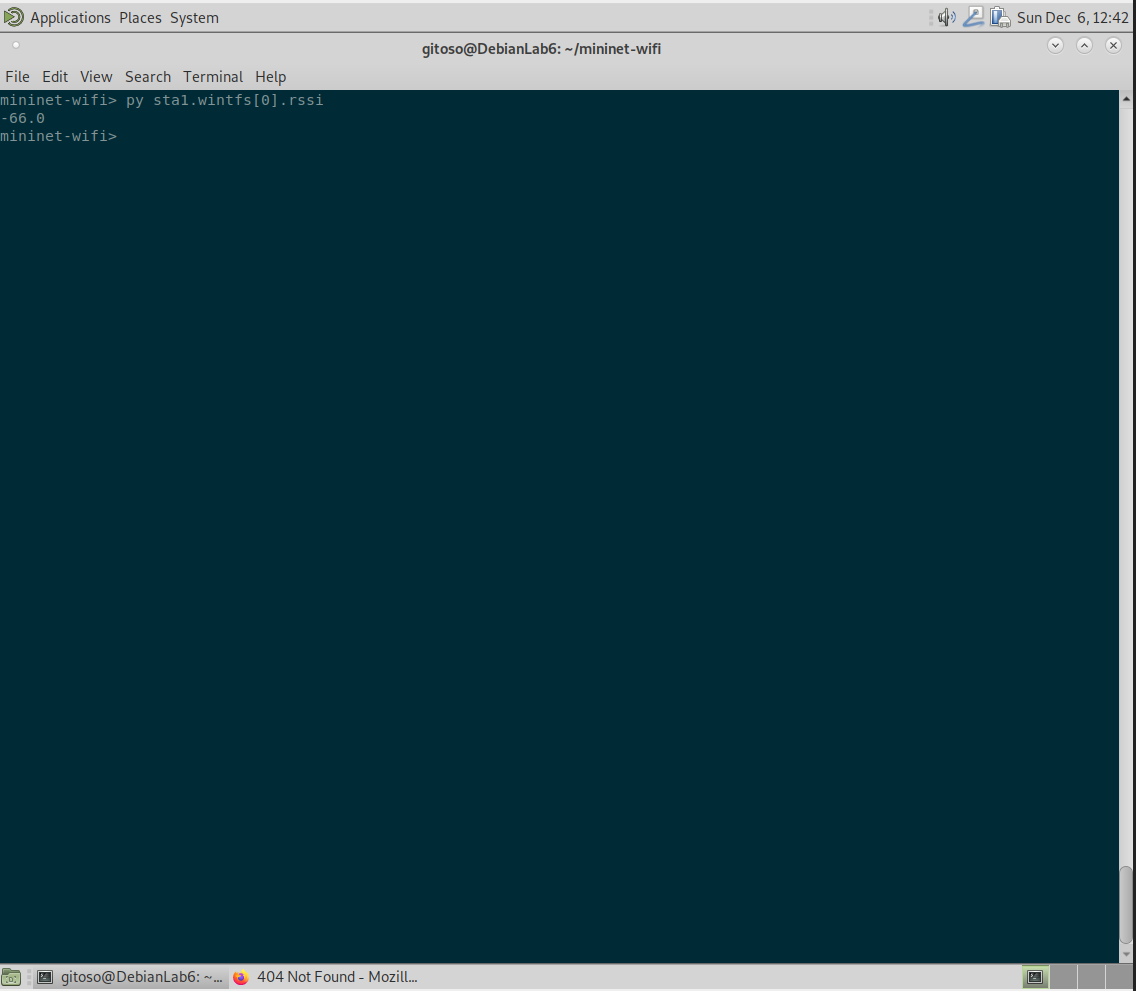 Applications Places System Sun Dec 6, 12:42
gitoso@DebianLab6: ~/mininet-wifi
File Edit View Search Terminal Help
mininet-wifi> py sta1.wintfs[0].rssi
-66.0
mininet-wifi>
gitoso@DebianLab6: ~... 404 Not Found - Mozill...